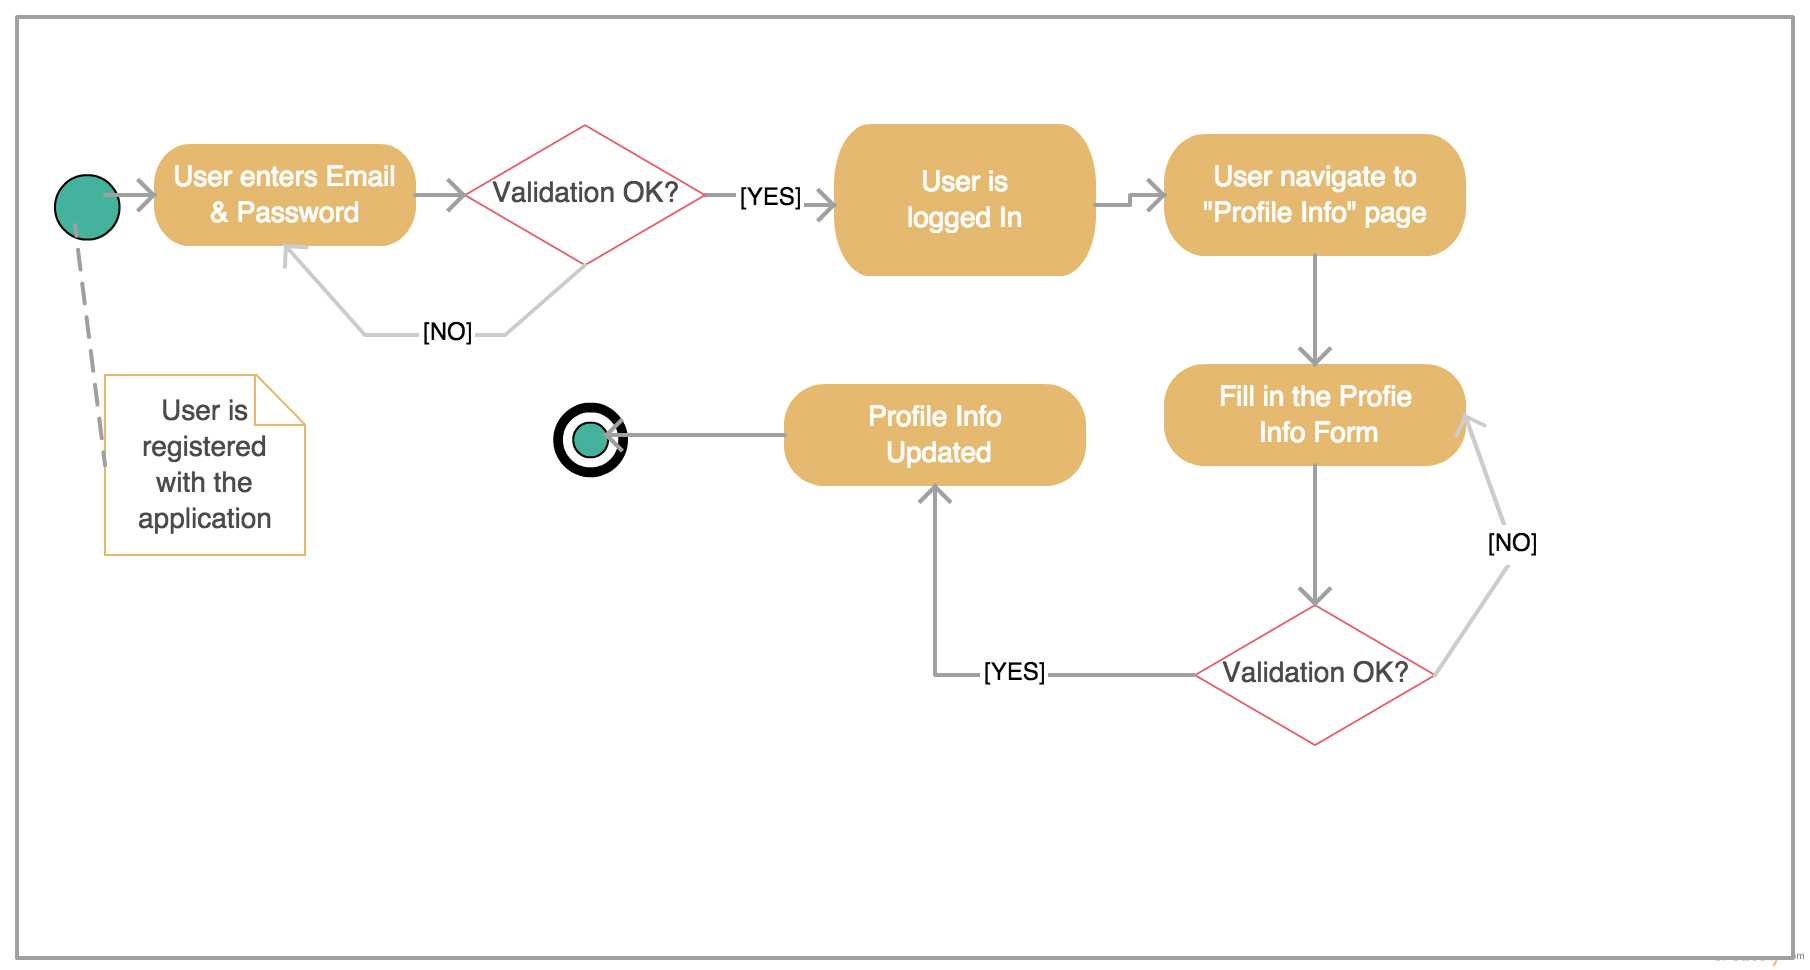 User enters Email
& Password
Validation OK?
[YES]
User is
logged In
User navigate to
"Profile Info" page
[NO]
User is
registered
with the
application
Profile Info
Updated
Fill in the Profie
Info Form
[NO]
[YES]
Validation OK?